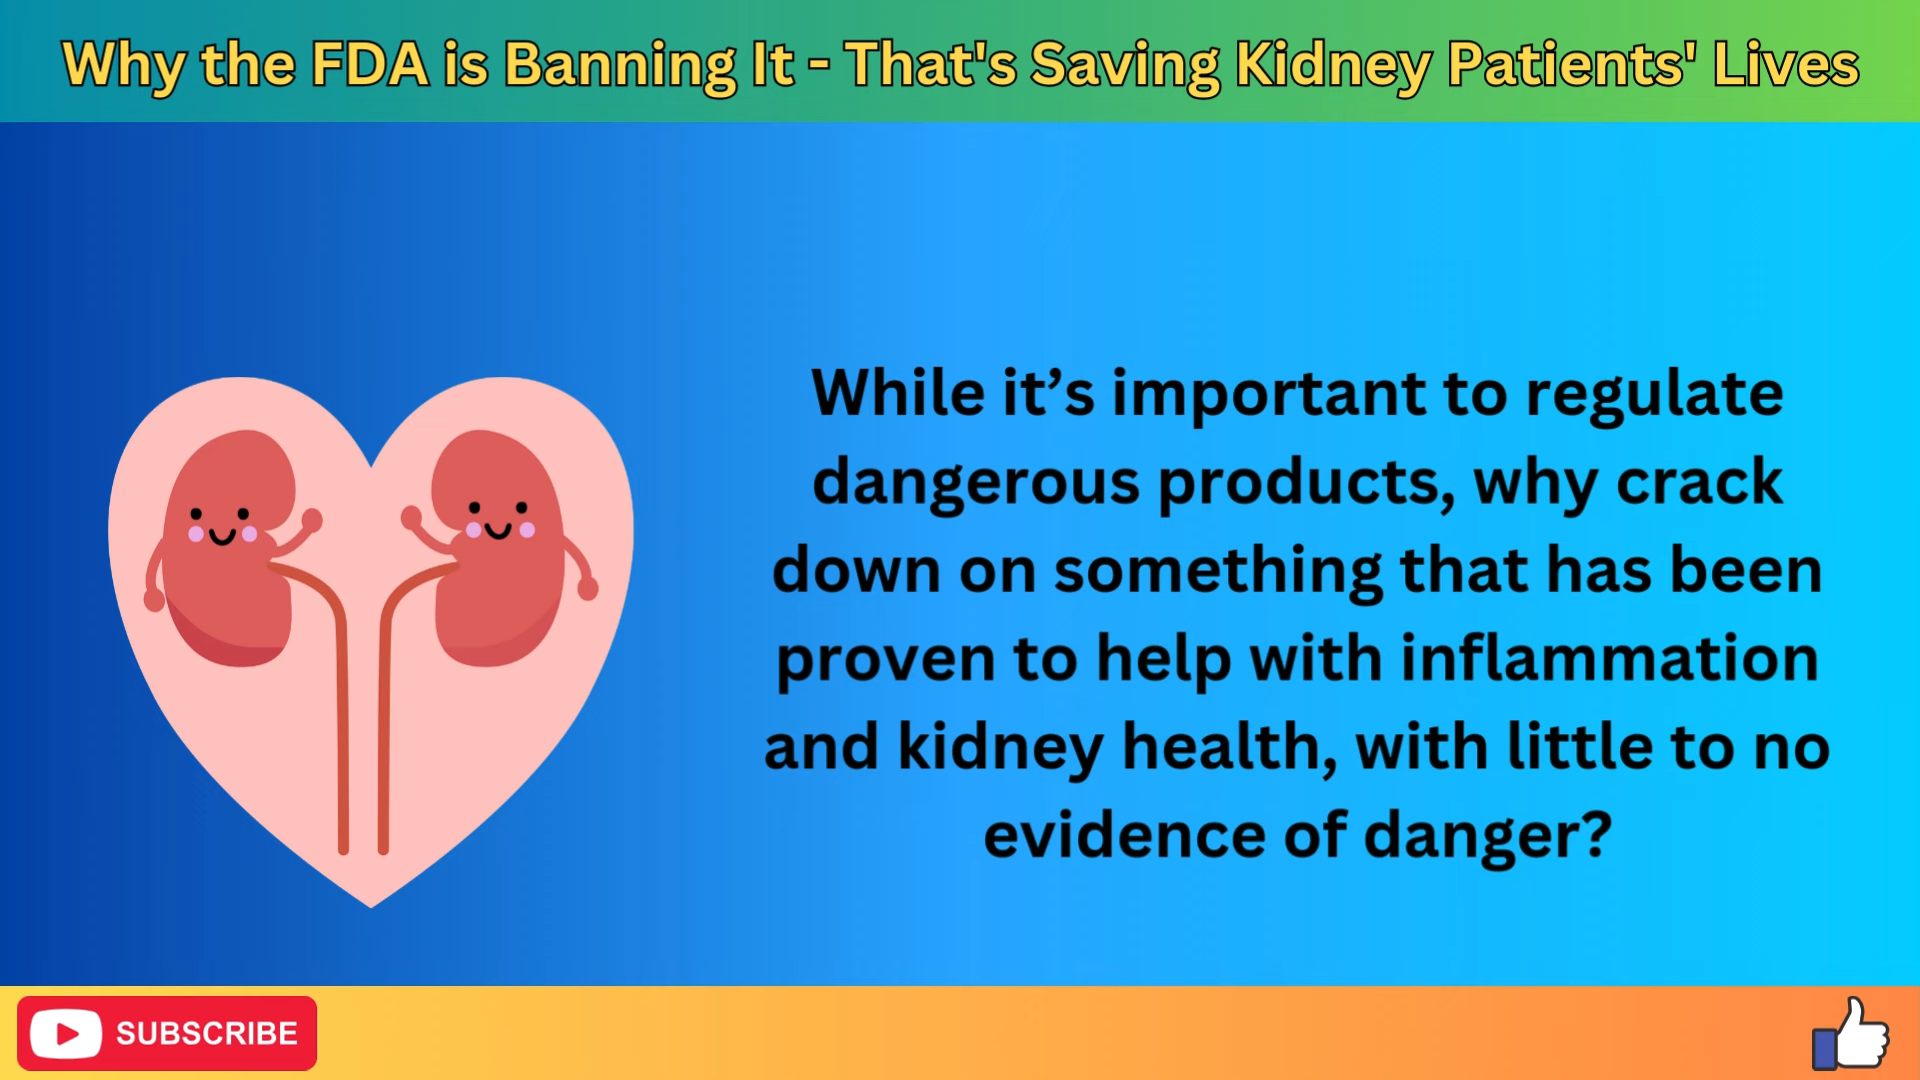 Why the FDA is Banning It - That's Saving Kidney Patients' Lives
While it’s important to regulate
dangerous products, why crack
down on something that has been
proven to help with inflammation
and kidney health, with little to no
evidence of danger?
SUBSCRIBE